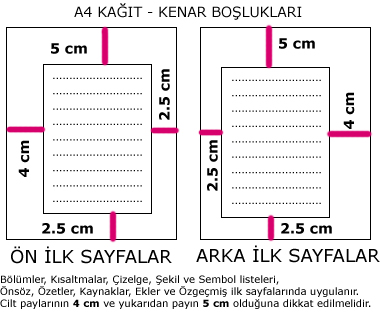 A4 KAĞIT - KENAR BOŞLUKLARI
5 cm
4 cm
2.5 cm
2.5 cm
ÖN İLK SAYFALAR
5 cm
2.5 cm
4 cm
2.5 cm
ARKA İLK SAYFALAR
Bölümler, Kısaltmalar, Çizelge, Şekil ve Sembol listeleri,
Önsöz, Özetler, Kaynaklar, Ekler ve Özgeçmiş ilk sayfalarında uygulanır.
Cilt paylarının 4 cm ve yukarıdan payın 5 cm olduğuna dikkat edilmelidir.